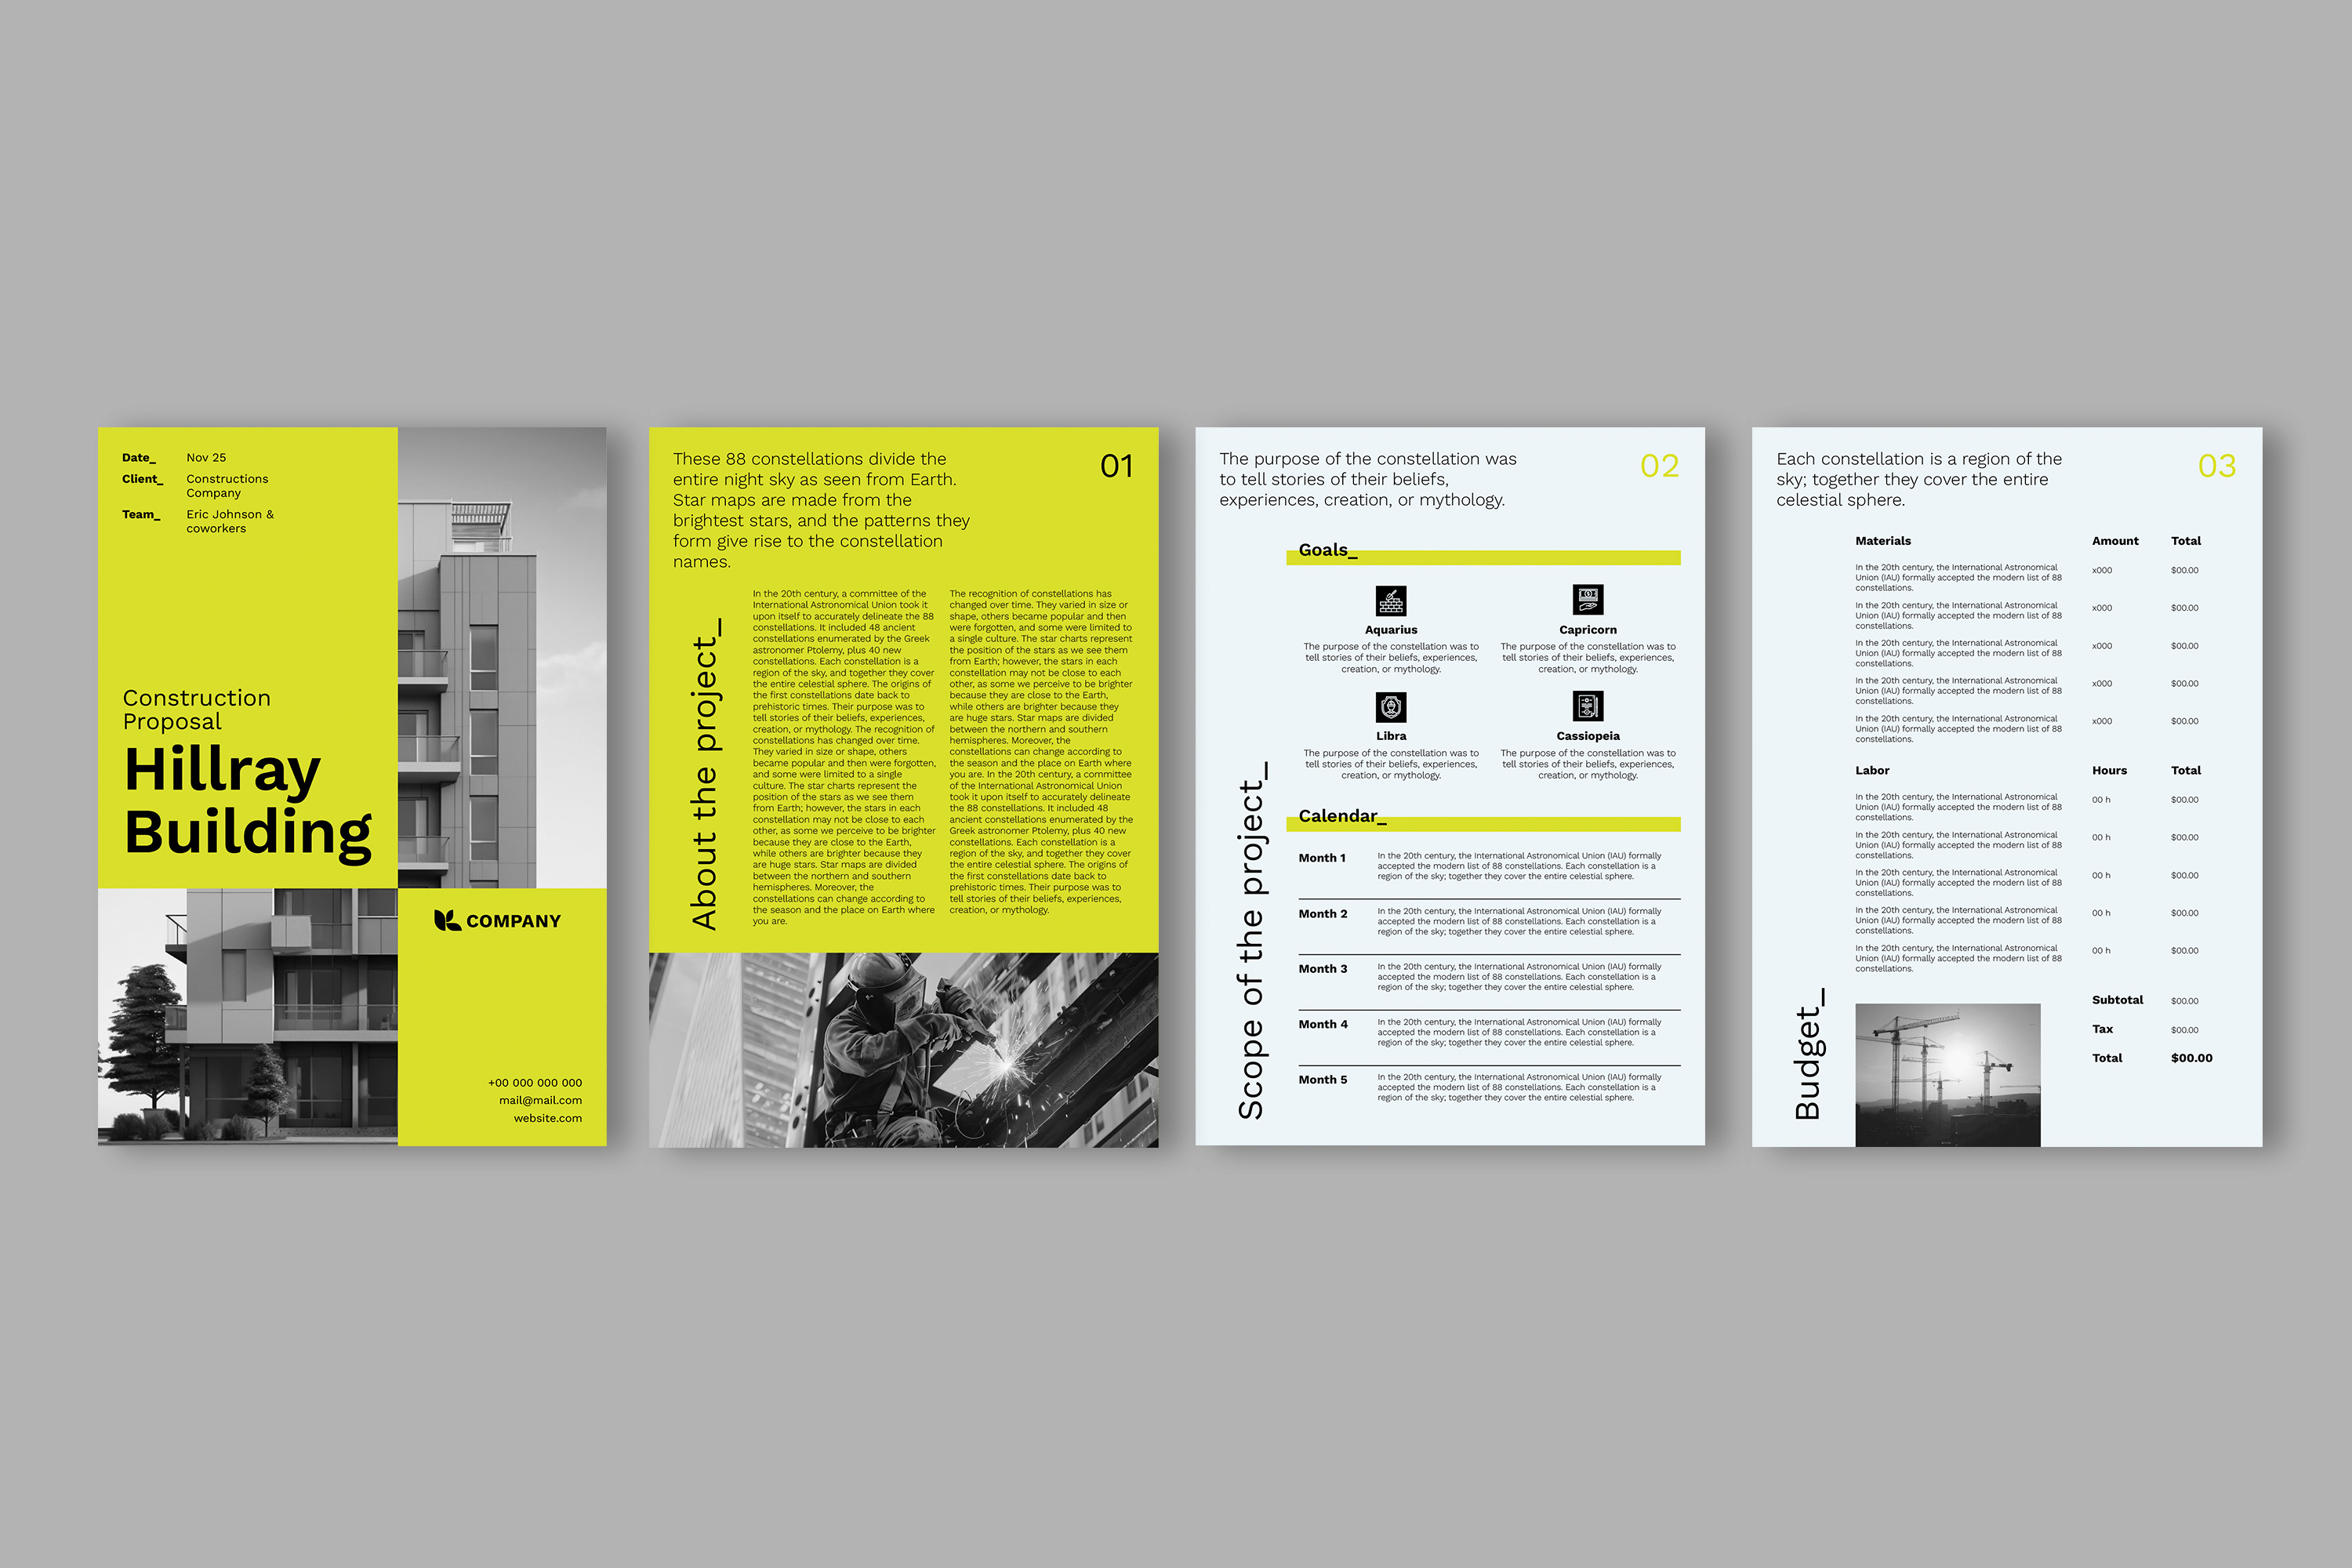 Date_ Nov 25
Client_ Constructions
Company
Team_ Eric Johnson &
coworkers
Construction
Proposal
Hillray
Building
COMPANY
+00 000 000 000
mail@mail.com
website.com
These 88 constellations divide the
entire night sky as seen from Earth.
Star maps are made from the
brightest stars, and the patterns they
form give rise to the constellation
names.
01
About the project_
In the 20th century, a committee of the
International Astronomical Union took it
upon itself to accurately delineate the 88
constellations. It included 48 ancient
constellations enumerated by the Greek
astronomer Ptolemy, plus 40 new
constellations. Each constellation is a
region of the sky, and together they cover
the entire celestial sphere. The origins of
the first constellations date back to
prehistoric times. Their purpose was to
tell stories of their beliefs, experiences,
creation, or mythology. The recognition of
constellations has changed over time.
They varied in size or shape, others
became popular and then were forgotten,
and some were limited to a single
culture. The star charts represent the
position of the stars as we see them
from Earth; however, the stars in each
constellation may not be close to each
other, as some we perceive to be brighter
because they are close to the Earth,
while others are brighter because they
are huge stars. Star maps are divided
between the northern and southern
hemispheres. Moreover, the
constellations can change according to
the season and the place on Earth where
you are.
The recognition of constellations has
changed over time. They varied in size or
shape, others became popular and then
were forgotten, and some were limited to
a single culture. The star charts represent
the position of the stars as we see them
from Earth; however, the stars in each
constellation may not be close to each
other, as some we perceive to be brighter
because they are close to the Earth,
while others are brighter because they
are huge stars. Star maps are divided
between the northern and southern
hemispheres. Moreover, the
constellations can change according to
the season and the place on Earth where
you are. In the 20th century, a committee
of the International Astronomical Union
took it upon itself to accurately delineate
the 88 constellations. It included 48
ancient constellations enumerated by the
Greek astronomer Ptolemy, plus 40 new
constellations. Each constellation is a
region of the sky, and together they cover
the entire celestial sphere. The origins of
the first constellations date back to
prehistoric times. Their purpose was to
tell stories of their beliefs, experiences,
creation, or mythology.
The purpose of the constellation was
to tell stories of their beliefs,
experiences, creation, or mythology.
02
Scope of the project_
Goals_
Aquarius
The purpose of the constellation was to
tell stories of their beliefs, experiences,
creation, or mythology.
Capricorn
The purpose of the constellation was to
tell stories of their beliefs, experiences,
creation, or mythology.
Libra
The purpose of the constellation was to
tell stories of their beliefs, experiences,
creation, or mythology.
Cassiopeia
The purpose of the constellation was to
tell stories of their beliefs, experiences,
creation, or mythology.
Calendar_
Month 1
In the 20th century, the International Astronomical Union (IAU) formally
accepted the modern list of 88 constellations. Each constellation is a
region of the sky; together they cover the entire celestial sphere.
Month 2
In the 20th century, the International Astronomical Union (IAU) formally
accepted the modern list of 88 constellations. Each constellation is a
region of the sky; together they cover the entire celestial sphere.
Month 3
In the 20th century, the International Astronomical Union (IAU) formally
accepted the modern list of 88 constellations. Each constellation is a
region of the sky; together they cover the entire celestial sphere.
Month 4
In the 20th century, the International Astronomical Union (IAU) formally
accepted the modern list of 88 constellations. Each constellation is a
region of the sky; together they cover the entire celestial sphere.
Month 5
In the 20th century, the International Astronomical Union (IAU) formally
accepted the modern list of 88 constellations. Each constellation is a
region of the sky; together they cover the entire celestial sphere.
Each constellation is a region of the
sky; together they cover the entire
celestial sphere.
03
Budget_
Materials Amount Total
In the 20th century, the International Astronomical
Union (IAU) formally accepted the modern list of 88
constellations.
x000 $00.00
In the 20th century, the International Astronomical
Union (IAU) formally accepted the modern list of 88
constellations.
x000 $00.00
In the 20th century, the International Astronomical
Union (IAU) formally accepted the modern list of 88
constellations.
x000 $00.00
In the 20th century, the International Astronomical
Union (IAU) formally accepted the modern list of 88
constellations.
x000 $00.00
In the 20th century, the International Astronomical
Union (IAU) formally accepted the modern list of 88
constellations.
x000 $00.00
Labor Hours Total
In the 20th century, the International Astronomical
Union (IAU) formally accepted the modern list of 88
constellations.
00 h $00.00
In the 20th century, the International Astronomical
Union (IAU) formally accepted the modern list of 88
constellations.
00 h $00.00
In the 20th century, the International Astronomical
Union (IAU) formally accepted the modern list of 88
constellations.
00 h $00.00
In the 20th century, the International Astronomical
Union (IAU) formally accepted the modern list of 88
constellations.
00 h $00.00
In the 20th century, the International Astronomical
Union (IAU) formally accepted the modern list of 88
constellations.
00 h $00.00
Subtotal $00.00
Tax $00.00
Total $00.00